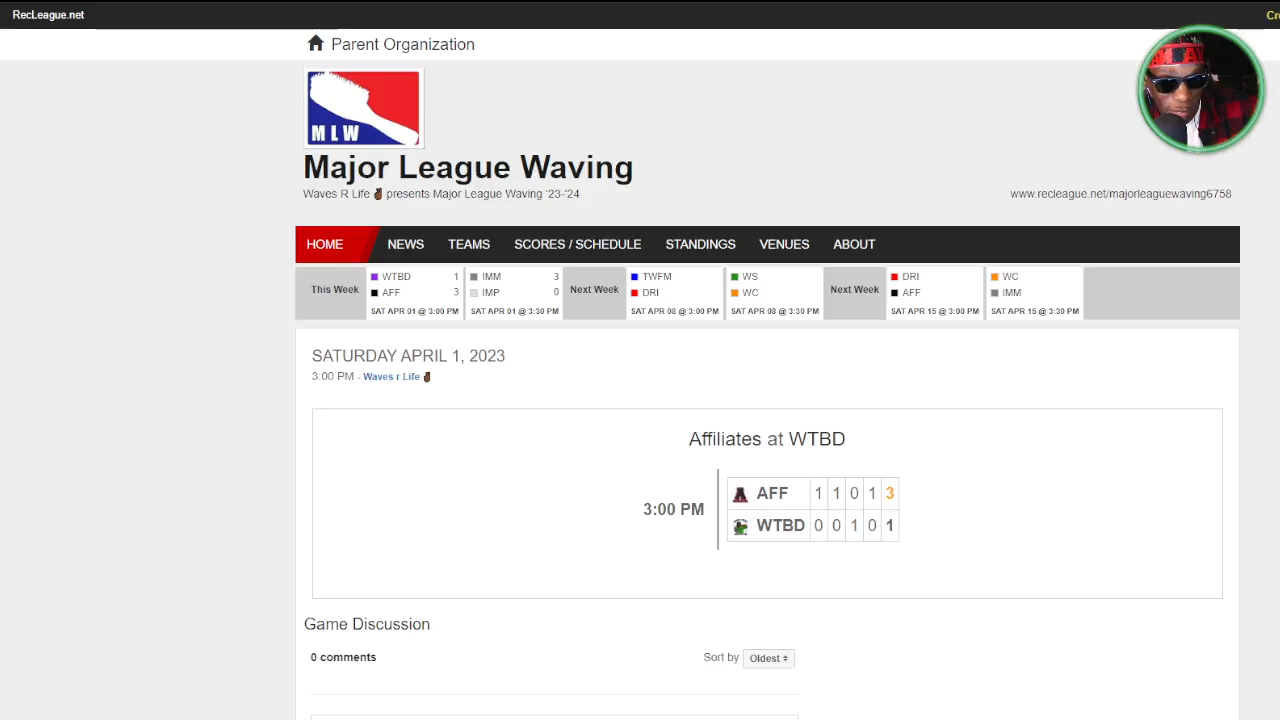 RecLeague.net
Cr
Parent Organization
MLW
Major League Waving
Waves R Life ✌🏿 presents Major League Waving '23-'24
www.recleague.net/majorleaguewaving6758
HOME NEWS TEAMS SCORES / SCHEDULE STANDINGS VENUES ABOUT
This Week
WTBD 1
AFF 3
SAT APR 01 @ 3:00 PM
IMM 3
IMP 0
SAT APR 01 @ 3:30 PM
Next Week
TWFM
DRI
SAT APR 08 @ 3:00 PM
WS
WC
SAT APR 08 @ 3:30 PM
Next Week
DRI
AFF
SAT APR 15 @ 3:00 PM
WC
IMM
SAT APR 15 @ 3:30 PM
SATURDAY APRIL 1, 2023
3:00 PM - Waves r Life
Affiliates at WTBD
3:00 PM
AFF 1 1 0 1 3
WTBD 0 0 1 0 1
Game Discussion
0 comments
Sort by Oldest